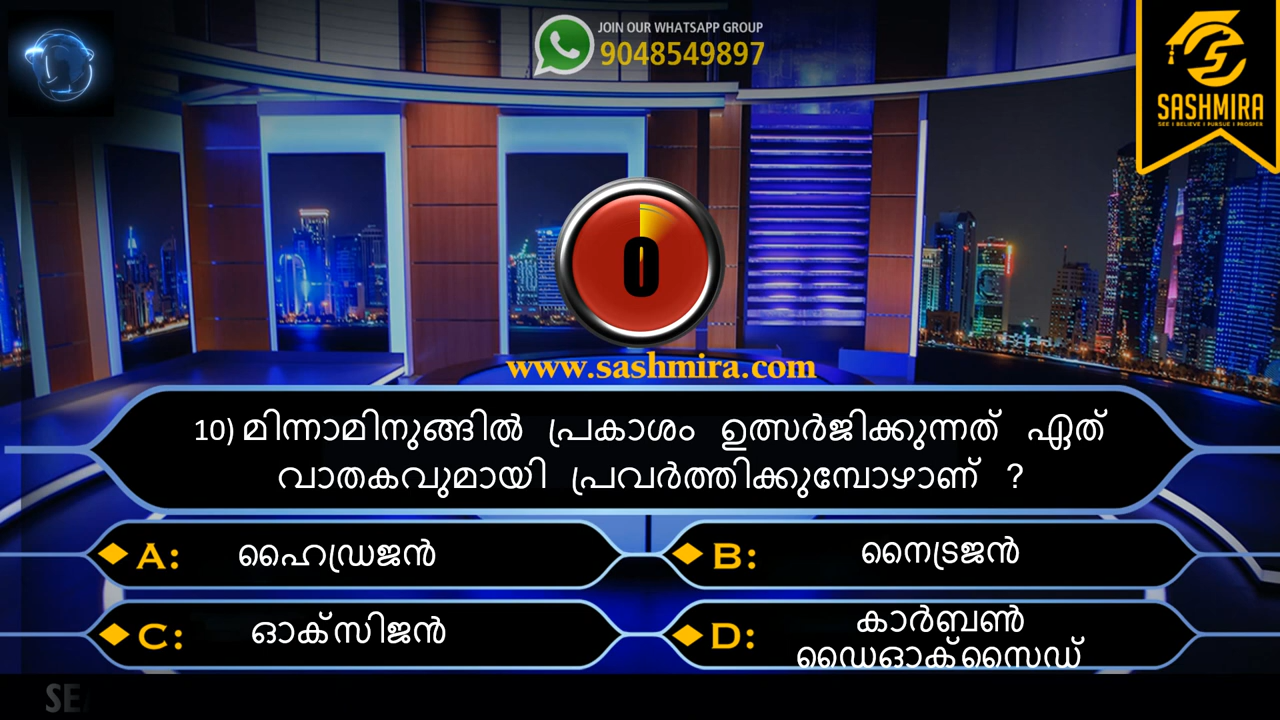 JOIN OUR WHATSAPP GROUP
9048549897
SASHMIRA
SEE I BELIEVE I PURSUE I PROSPER
0
www.sashmira.com
10) മിന്നാമിനുങ്ങിൽ പ്രകാശം ഉത്സർജിക്കുന്നത് ഏത്
വാതകവുമായി പ്രവർത്തിക്കുമ്പോഴാണ് ?
A: ഹൈഡ്രജൻ
B: നൈട്രജൻ
C: ഓക്സിജൻ
D: കാർബൺ
ഡൈഓക്സൈഡ്